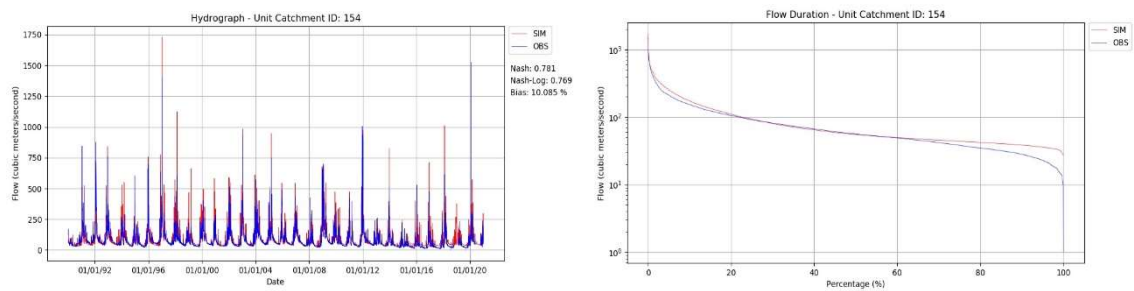 Hydrograph - Unit Catchment ID: 154
SIM
OBS
Nash: 0.781
Nash-Log: 0.769
Bias: 10.085 %
Flow (cubic meters/second)
1750
1500
1250
1000
750
500
250
0
01/01/92 01/01/96 01/01/00 01/01/04 01/01/08 01/01/12 01/01/16 01/01/20
Date
Flow Duration - Unit Catchment ID: 154
SIM
OBS
Flow (cubic meters/second)
10³
10²
10¹
10⁰
0 20 40 60 80 100
Percentage (%)